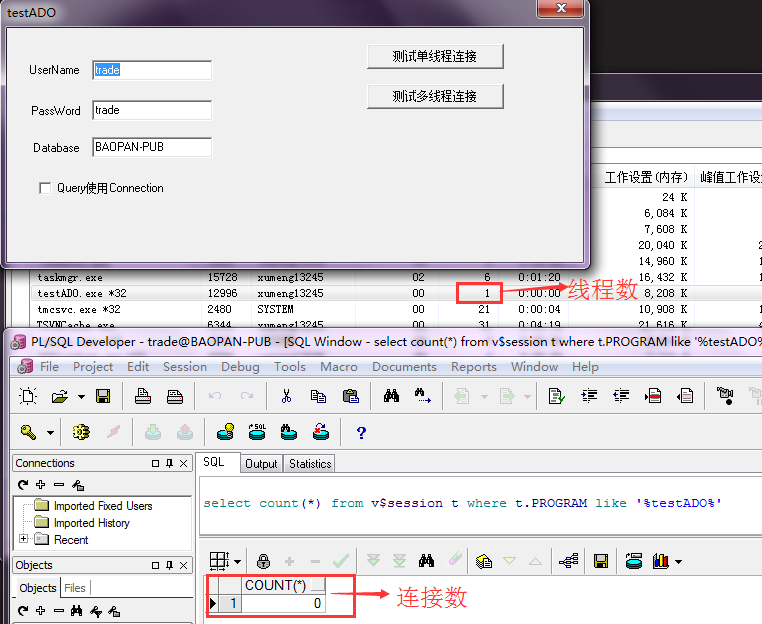 testADO
UserName
trade
测试单线程连接
PassWord
trade
测试多线程连接
Database
BAOPAN-PUB
Query使用Connection
工作设置(内存)
峰值工作设
24 K
6,084 K
7,608 K
20,040 K
14,960 K
taskmgr.exe 15728 xumeng13245 02 6 0:01:20 16,432 K
testADO.exe *32 12996 xumeng13245 00 1 0:00:00 8,208 K
线程数
tmcsvc.exe *32 2480 SYSTEM 00 21 0:00:04 10,908 K
TSVNCache.exe 6344 xumeng13245 00 31 0:04:19 21,616 K
PL/SQL Developer - trade@BAOPAN-PUB - [SQL Window - select count(*) from v$session t where t.PROGRAM like '%testADO%
File Project Edit Session Debug Tools Macro Documents Reports Window Help
Connections
SQL Output Statistics
select count(*) from v$session t where t.PROGRAM like '%testADO%'
Imported Fixed Users
Imported History
Recent
Objects
Objects Files
COUNT(*)
1 0
连接数